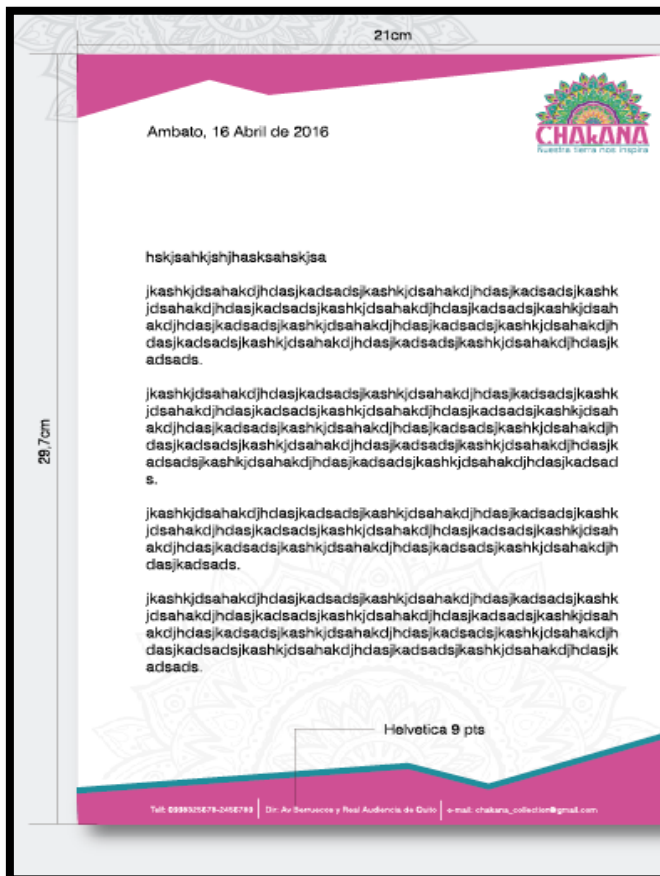 21cm
CHAkANA
Nuestra tierra nos inspira
Ambato, 16 Abril de 2016
29,7cm
hskjsahkjshjhasksahskjsa
jkashkjdsahakdjhdasjkadsadsjkashkjdsahakdjhdasjkadsadsjkashk
jdsahakdjhdasjkadsadsjkashkjdsahakdjhdasjkadsadsjkashkjdsah
akdjhdasjkadsadsjkashkjdsahakdjhdasjkadsadsjkashkjdsahakdjh
dasjkadsadsjkashkjdsahakdjhdasjkadsadsjkashkjdsahakdjhdasjk
adsads.
jkashkjdsahakdjhdasjkadsadsjkashkjdsahakdjhdasjkadsadsjkashk
jdsahakdjhdasjkadsadsjkashkjdsahakdjhdasjkadsadsjkashkjdsah
akdjhdasjkadsadsjkashkjdsahakdjhdasjkadsadsjkashkjdsahakdjh
dasjkadsadsjkashkjdsahakdjhdasjkadsadsjkashkjdsahakdjhdasjk
adsadsjkashkjdsahakdjhdasjkadsadsjkashkjdsahakdjhdasjkadsad
s.
jkashkjdsahakdjhdasjkadsadsjkashkjdsahakdjhdasjkadsadsjkashk
jdsahakdjhdasjkadsadsjkashkjdsahakdjhdasjkadsadsjkashkjdsah
akdjhdasjkadsadsjkashkjdsahakdjhdasjkadsadsjkashkjdsahakdjh
dasjkadsads.
jkashkjdsahakdjhdasjkadsadsjkashkjdsahakdjhdasjkadsadsjkashk
jdsahakdjhdasjkadsadsjkashkjdsahakdjhdasjkadsadsjkashkjdsah
akdjhdasjkadsadsjkashkjdsahakdjhdasjkadsadsjkashkjdsahakdjh
dasjkadsadsjkashkjdsahakdjhdasjkadsadsjkashkjdsahakdjhdasjk
adsads.
Helvetica 9 pts
Telf: Dir: Av Berruecos y Real Audiencia de Quito e-mail: chakana_collection@gmail.com